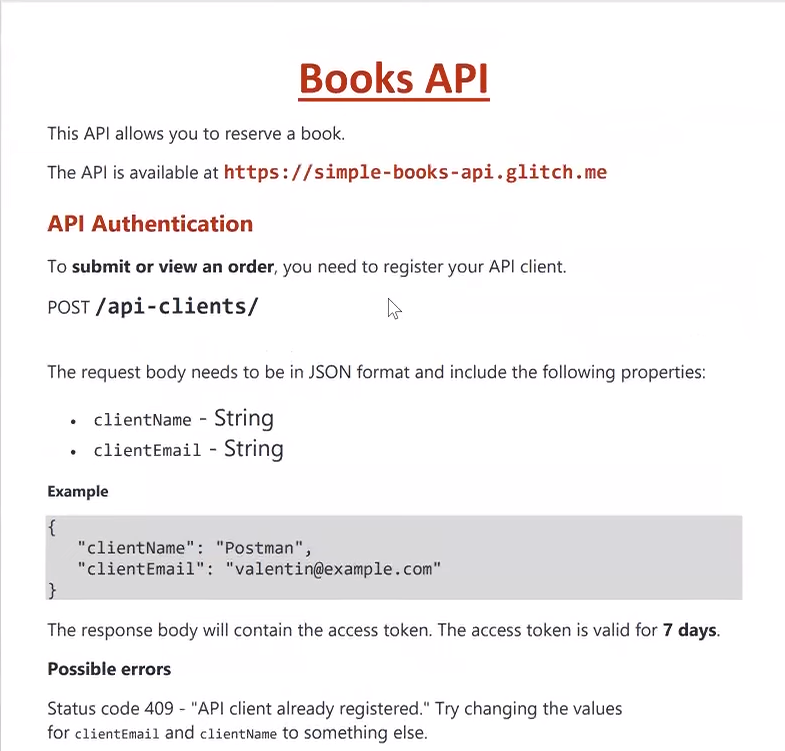 Books API
This API allows you to reserve a book.
The API is available at https://simple-books-api.glitch.me
API Authentication
To submit or view an order, you need to register your API client.
POST /api-clients/
The request body needs to be in JSON format and include the following properties:
• clientName - String
• clientEmail - String
Example
{
"clientName": "Postman",
"clientEmail": "valentin@example.com"
}
The response body will contain the access token. The access token is valid for 7 days.
Possible errors
Status code 409 - "API client already registered." Try changing the values
for clientEmail and clientName to something else.